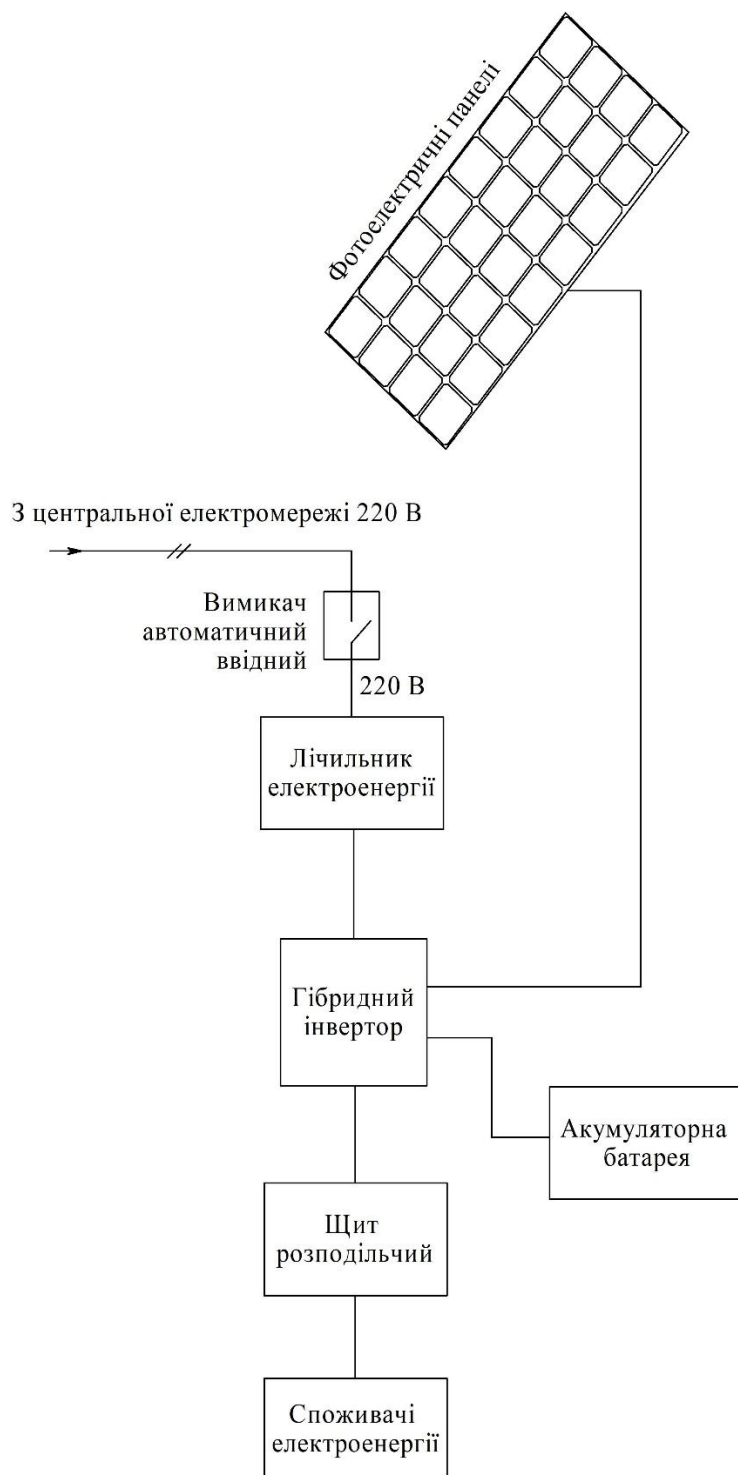 Фотоелектричні панелі
З центральної електромережі 220 В
Вимикач
автоматичний
ввідний
220 В
Лічильник
електроенергії
Гібридний
інвертор
Акумуляторна
батарея
Щит
розподільчий
Споживачі
електроенергії